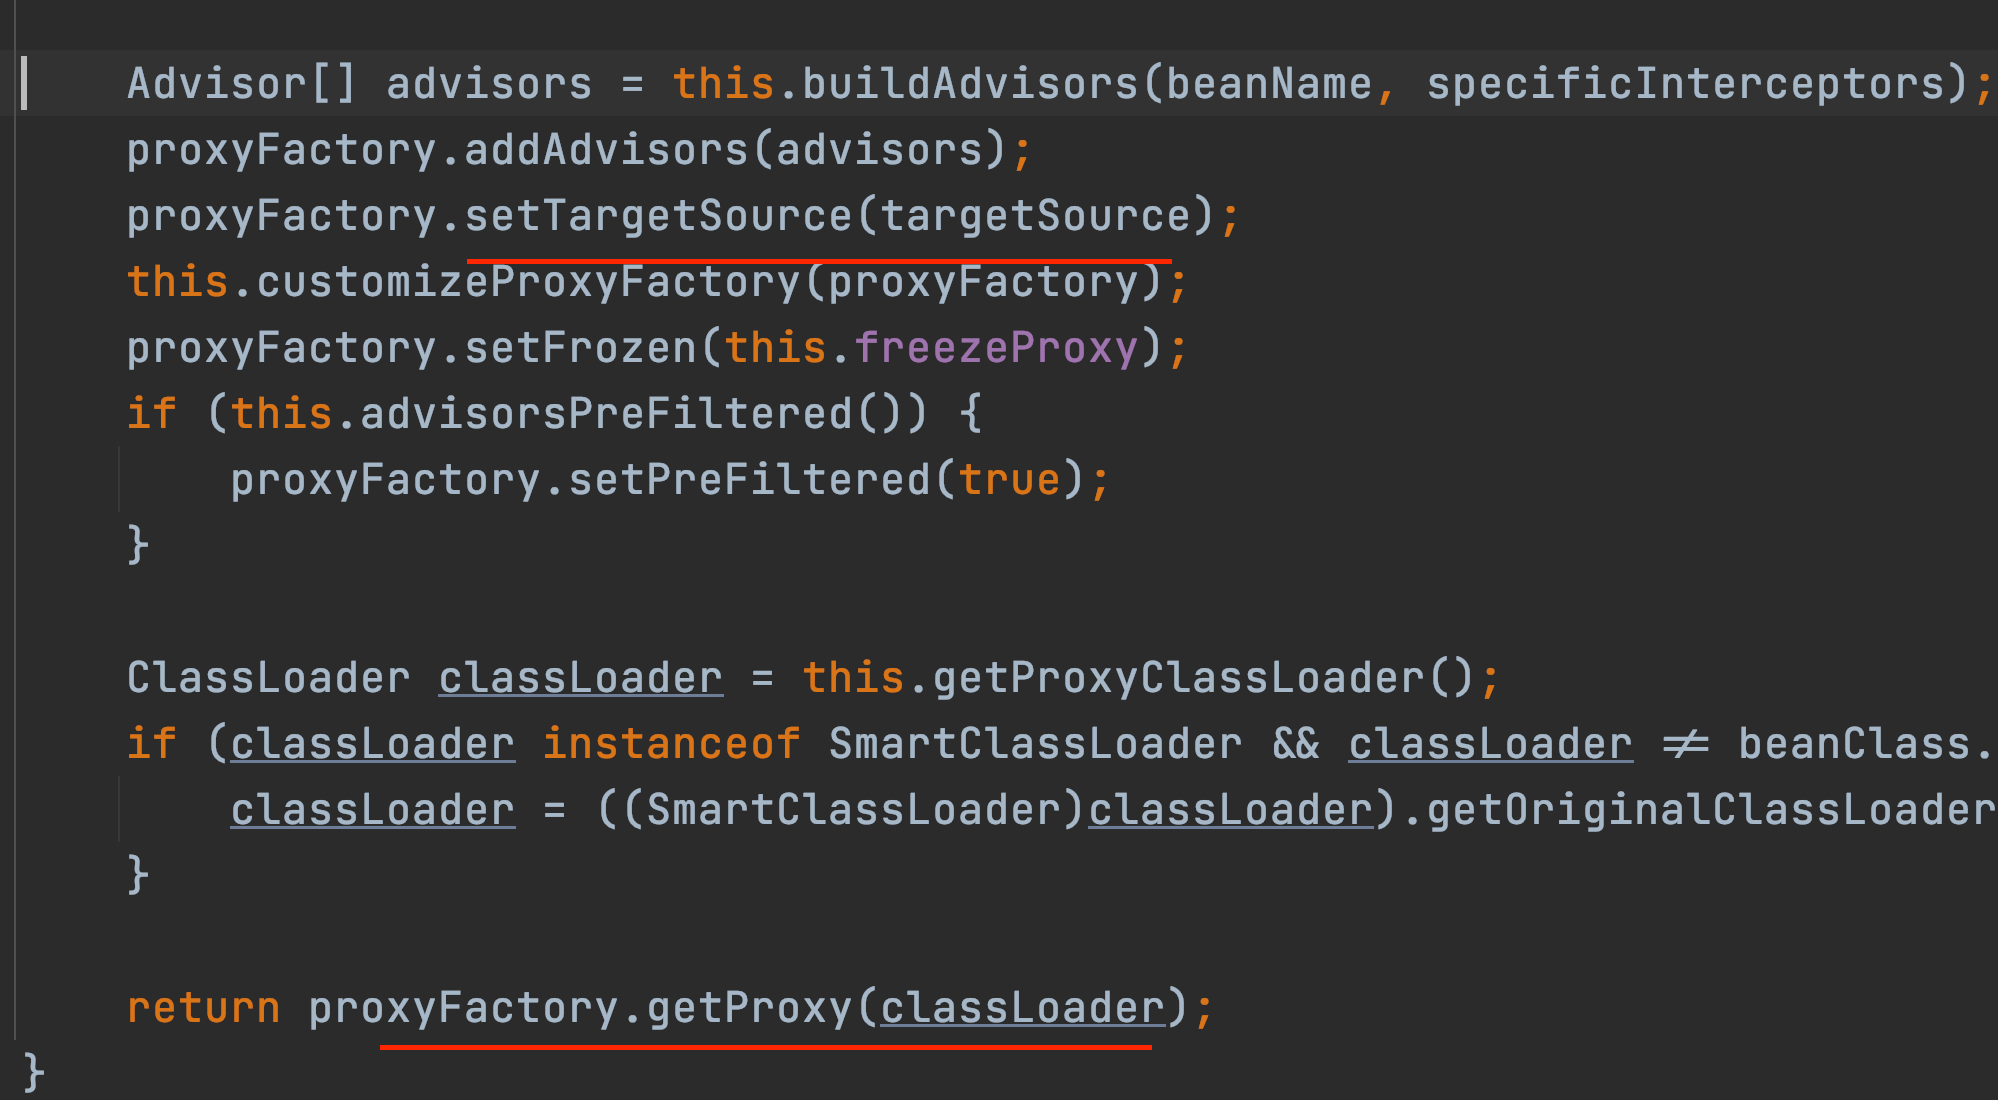 Advisor[] advisors = this.buildAdvisors(beanName, specificInterceptors);
proxyFactory.addAdvisors(advisors);
proxyFactory.setTargetSource(targetSource);
this.customizeProxyFactory(proxyFactory);
proxyFactory.setFrozen(this.freezeProxy);
if (this.advisorsPreFiltered()) {
    proxyFactory.setPreFiltered(true);
}
ClassLoader classLoader = this.getProxyClassLoader();
if (classLoader instanceof SmartClassLoader && classLoader != beanClass.
    classLoader = ((SmartClassLoader)classLoader).getOriginalClassLoader
}
return proxyFactory.getProxy(classLoader);
}